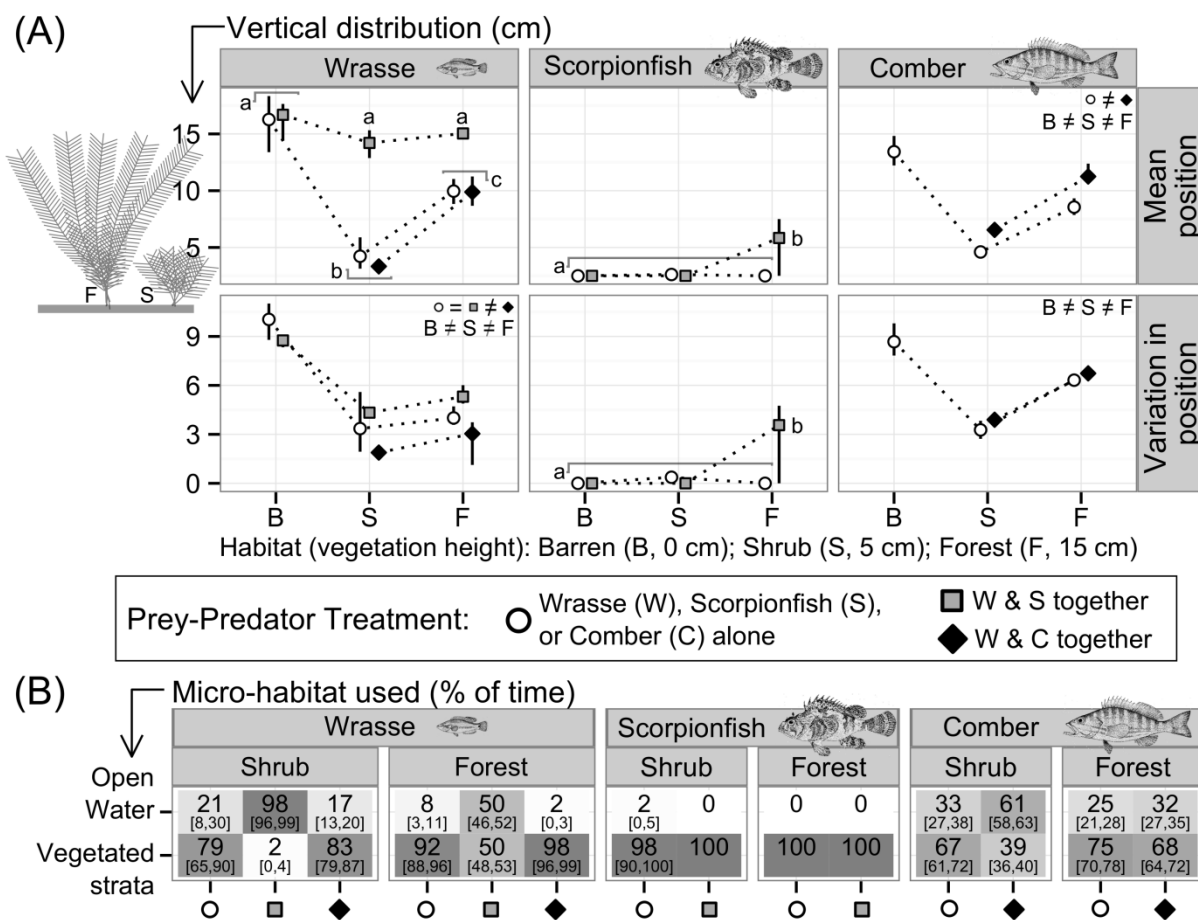 (A)
Vertical distribution (cm)
Wrasse
Scorpionfish
Comber
15
10
5
a
a
a
b
c
a
b
○ ≠ ◆
B ≠ S ≠ F
Mean position
F S
9
6
3
0
○ = ■ ≠ ◆
B ≠ S ≠ F
a
b
B ≠ S ≠ F
Variation in position
B S F B S F B S F
Habitat (vegetation height): Barren (B, 0 cm); Shrub (S, 5 cm); Forest (F, 15 cm)
Prey-Predator Treatment:
Wrasse (W), Scorpionfish (S),
or Comber (C) alone
W & S together
W & C together
(B)
Micro-habitat used (% of time)
Wrasse Scorpionfish Comber
Shrub Forest Shrub Forest Shrub Forest
Open
Water
21 98 17 8 50 2 2 0 0 0 33 61 25 32
[8,30] [96,99] [13,20] [3,11] [46,52] [0,3] [0,5] [27,38] [58,63] [21,28] [27,35]
Vegetated
strata
79 2 83 92 50 98 98 100 100 100 67 39 75 68
[65,90] [0,4] [79,87] [88,96] [48,53] [96,99] [90,100] [61,72] [36,40] [70,78] [64,72]